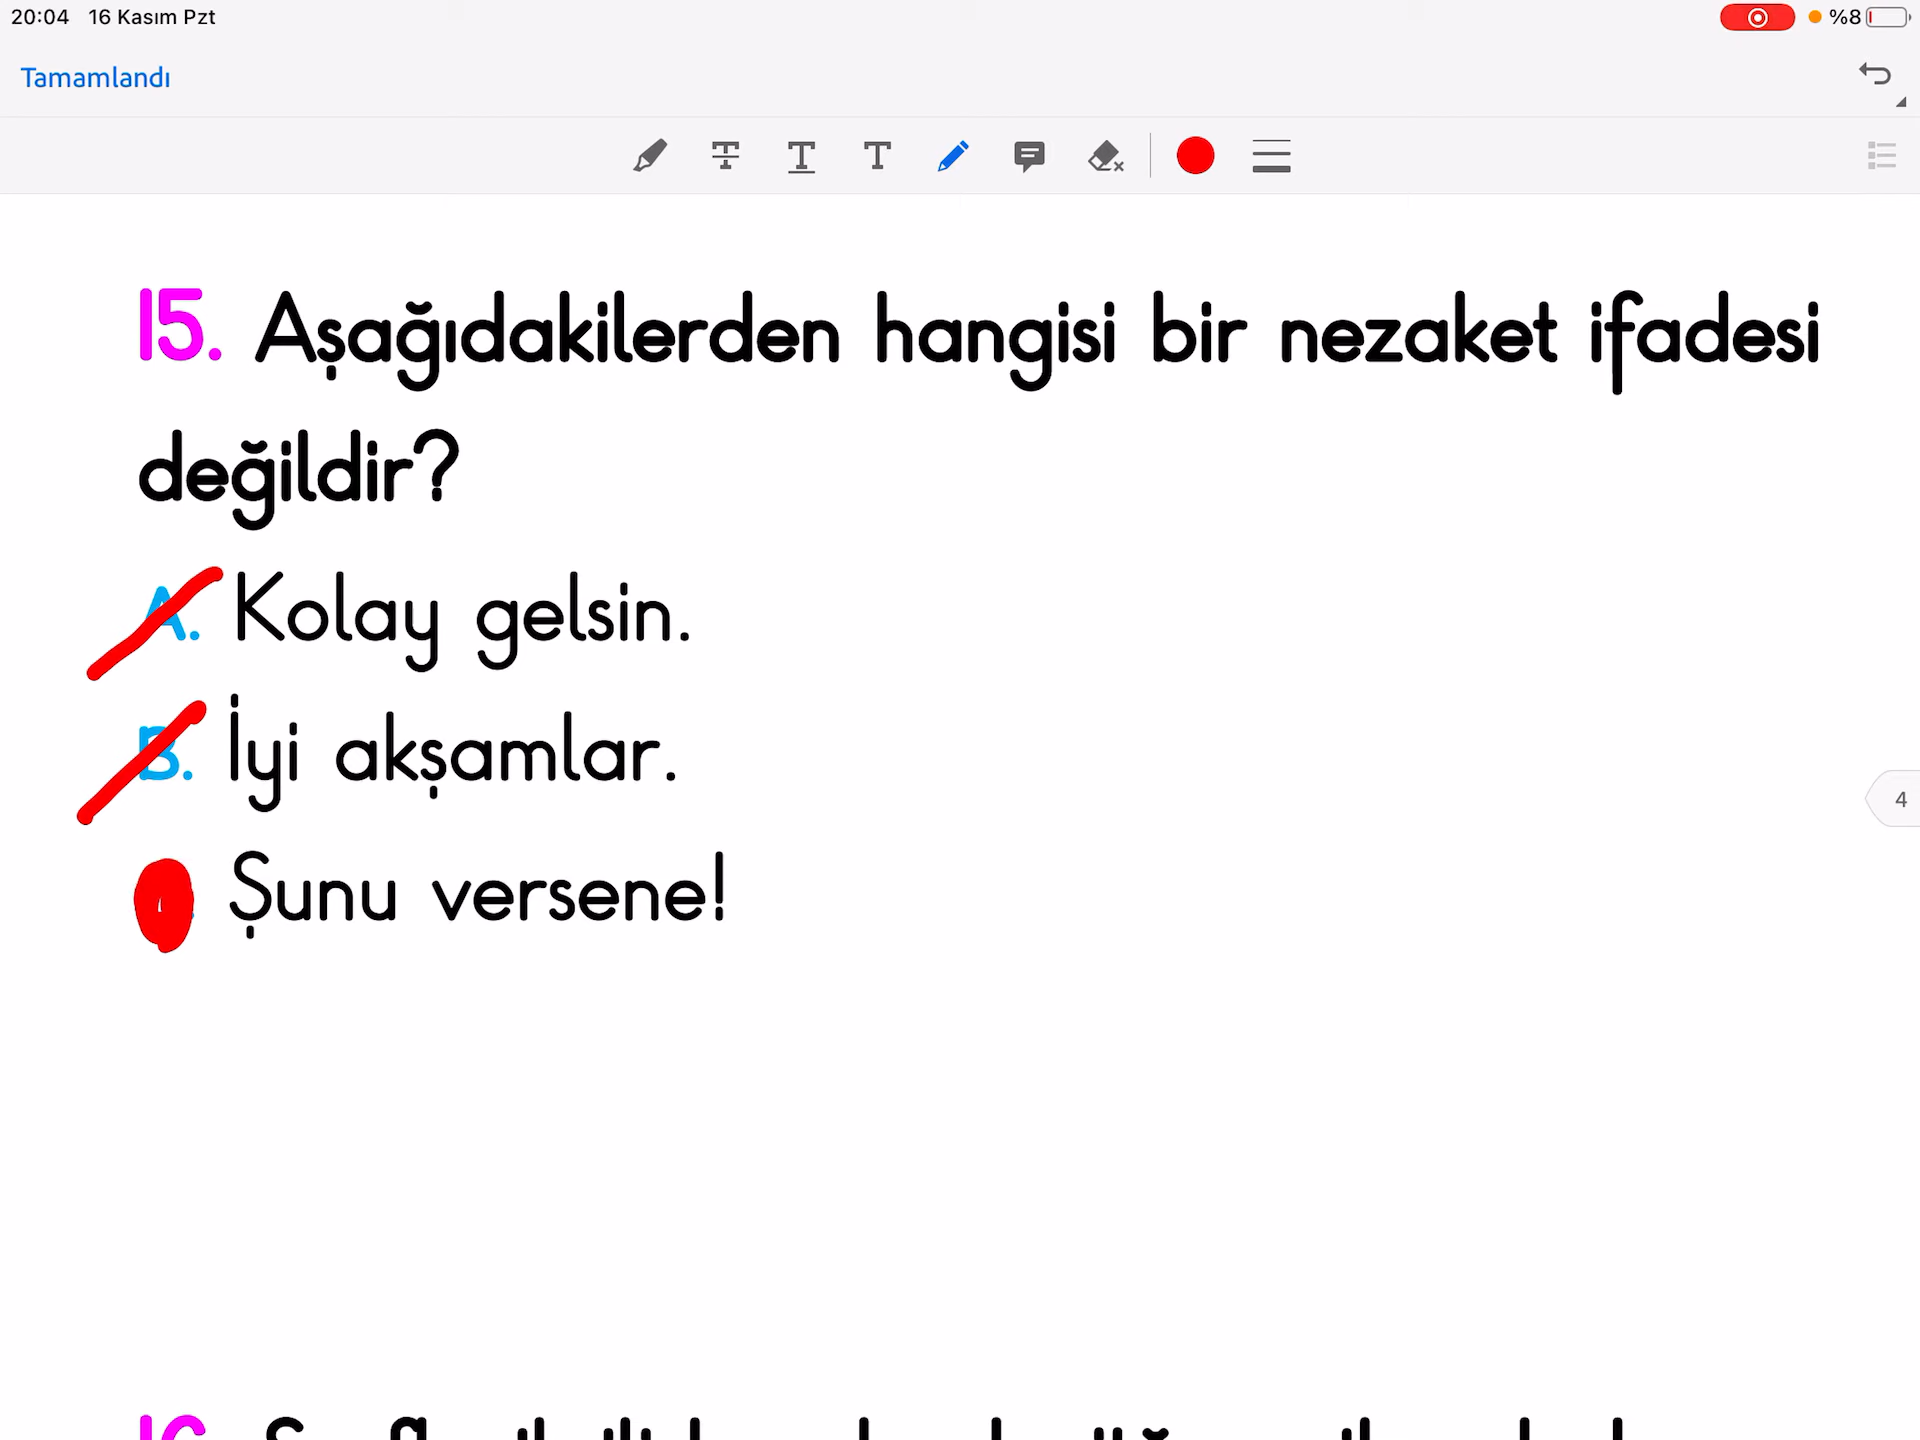 20:04 16 Kasım Pzt
%8
Tamamlandı
15. Aşağıdakilerden hangisi bir nezaket ifadesi
değildir?
A. Kolay gelsin.
B. İyi akşamlar.
Şunu versene!
4